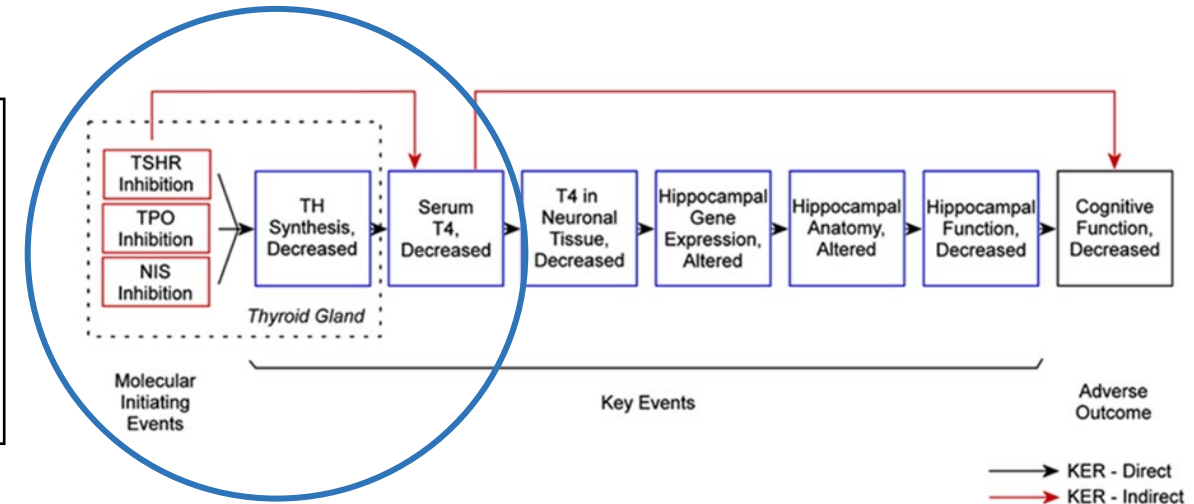 TSHR
Inhibition
TPO
Inhibition
NIS
Inhibition
TH
Synthesis,
Decreased
Thyroid Gland
Serum
T4,
Decreased
T4 in
Neuronal
Tissue,
Decreased
Hippocampal
Gene
Expression,
Altered
Hippocampal
Anatomy,
Altered
Hippocampal
Function,
Decreased
Cognitive
Function,
Decreased
Molecular
Initiating
Events
Key Events
Adverse
Outcome
KER - Direct
KER - Indirect